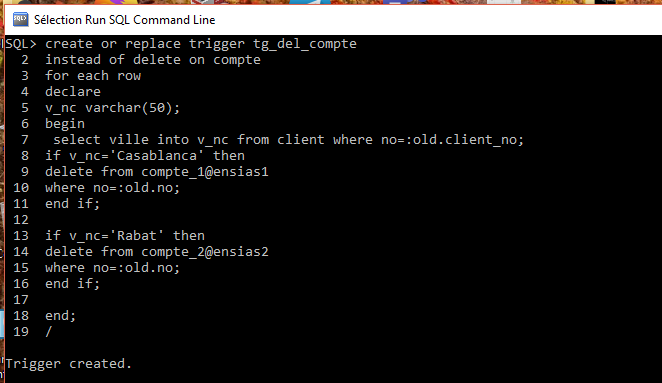 Sélection Run SQL Command Line
SQL> create or replace trigger tg_del_compte
2 instead of delete on compte
3 for each row
4 declare
5 v_nc varchar(50);
6 begin
7 select ville into v_nc from client where no=:old.client_no;
8 if v_nc='Casablanca' then
9 delete from compte_1@ensias1
10 where no=:old.no;
11 end if;
12
13 if v_nc='Rabat' then
14 delete from compte_2@ensias2
15 where no=:old.no;
16 end if;
17
18 end;
19 /
Trigger created.